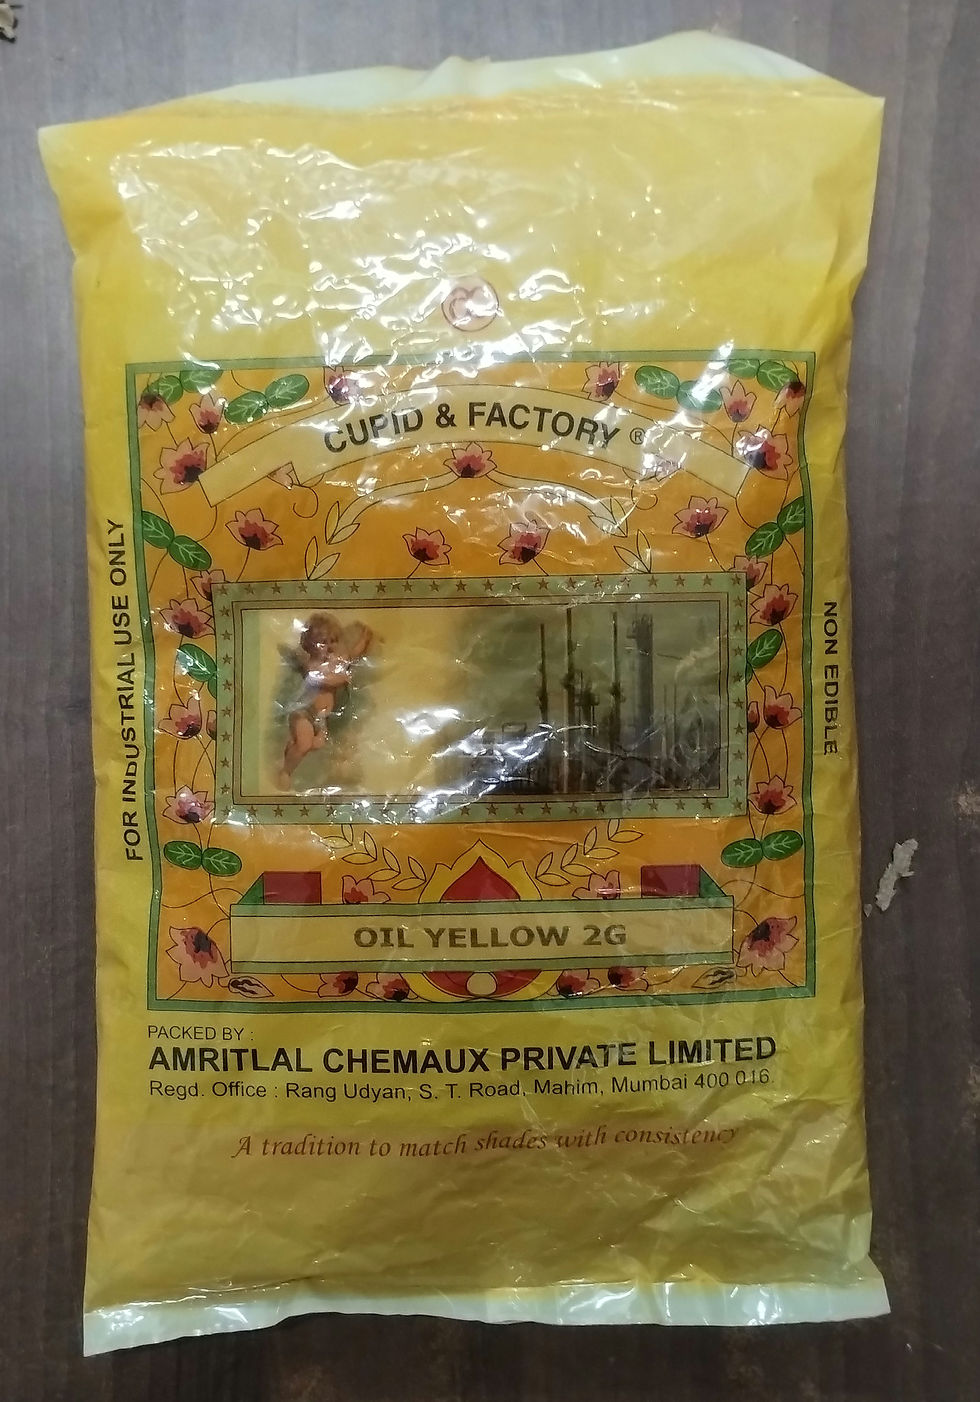 CUPID & FACTORY ®
FOR INDUSTRIAL USE ONLY
NON EDIBLE
OIL YELLOW 2G
PACKED BY :
AMRITLAL CHEMAUX PRIVATE LIMITED
Regd. Office : Rang Udyan, S. T. Road, Mahim, Mumbai 400 016.
A tradition to match shades with consistency